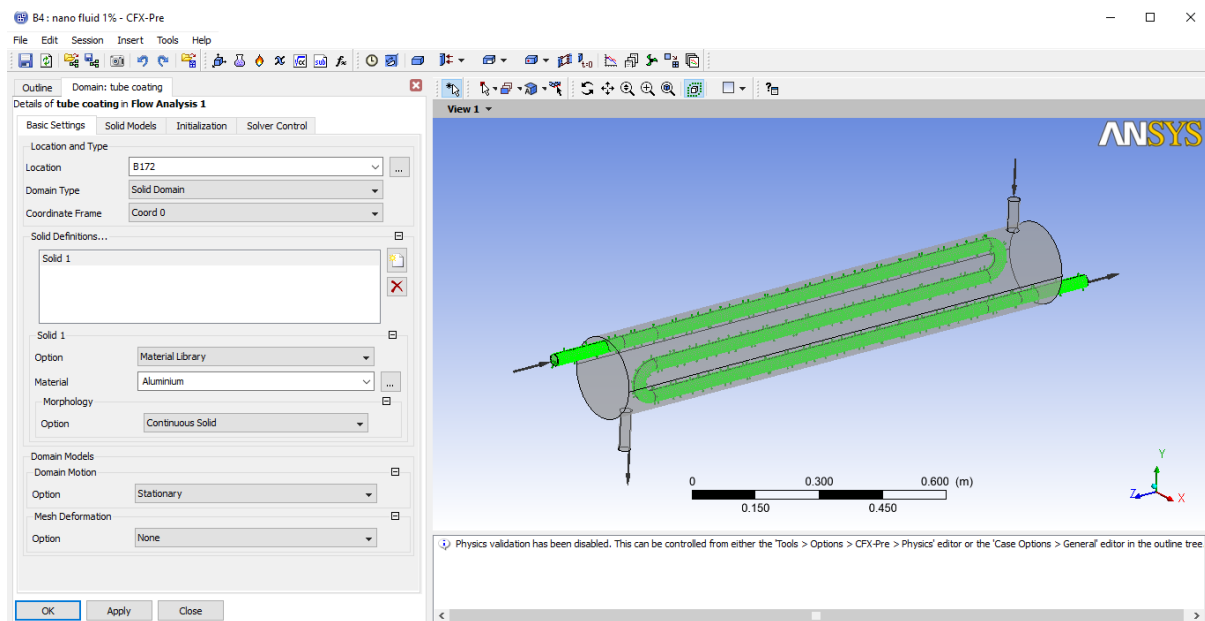 B4 : nano fluid 1% - CFX-Pre
File Edit Session Insert Tools Help
Outline Domain: tube coating
Details of tube coating in Flow Analysis 1
Basic Settings Solid Models Initialization Solver Control
Location and Type
Location B172 ...
Domain Type Solid Domain
Coordinate Frame Coord 0
Solid Definitions...
Solid 1
Solid 1
Option Material Library
Material Aluminium ...
Morphology
Option Continuous Solid
Domain Models
Domain Motion
Option Stationary
Mesh Deformation
Option None
OK Apply Close
View 1
ANSYS
0 0.300 0.600 (m)
0.150 0.450
Y
Z X
Physics validation has been disabled. This can be controlled from either the 'Tools > Options > CFX-Pre > Physics' editor or the 'Case Options > General' editor in the outline tree